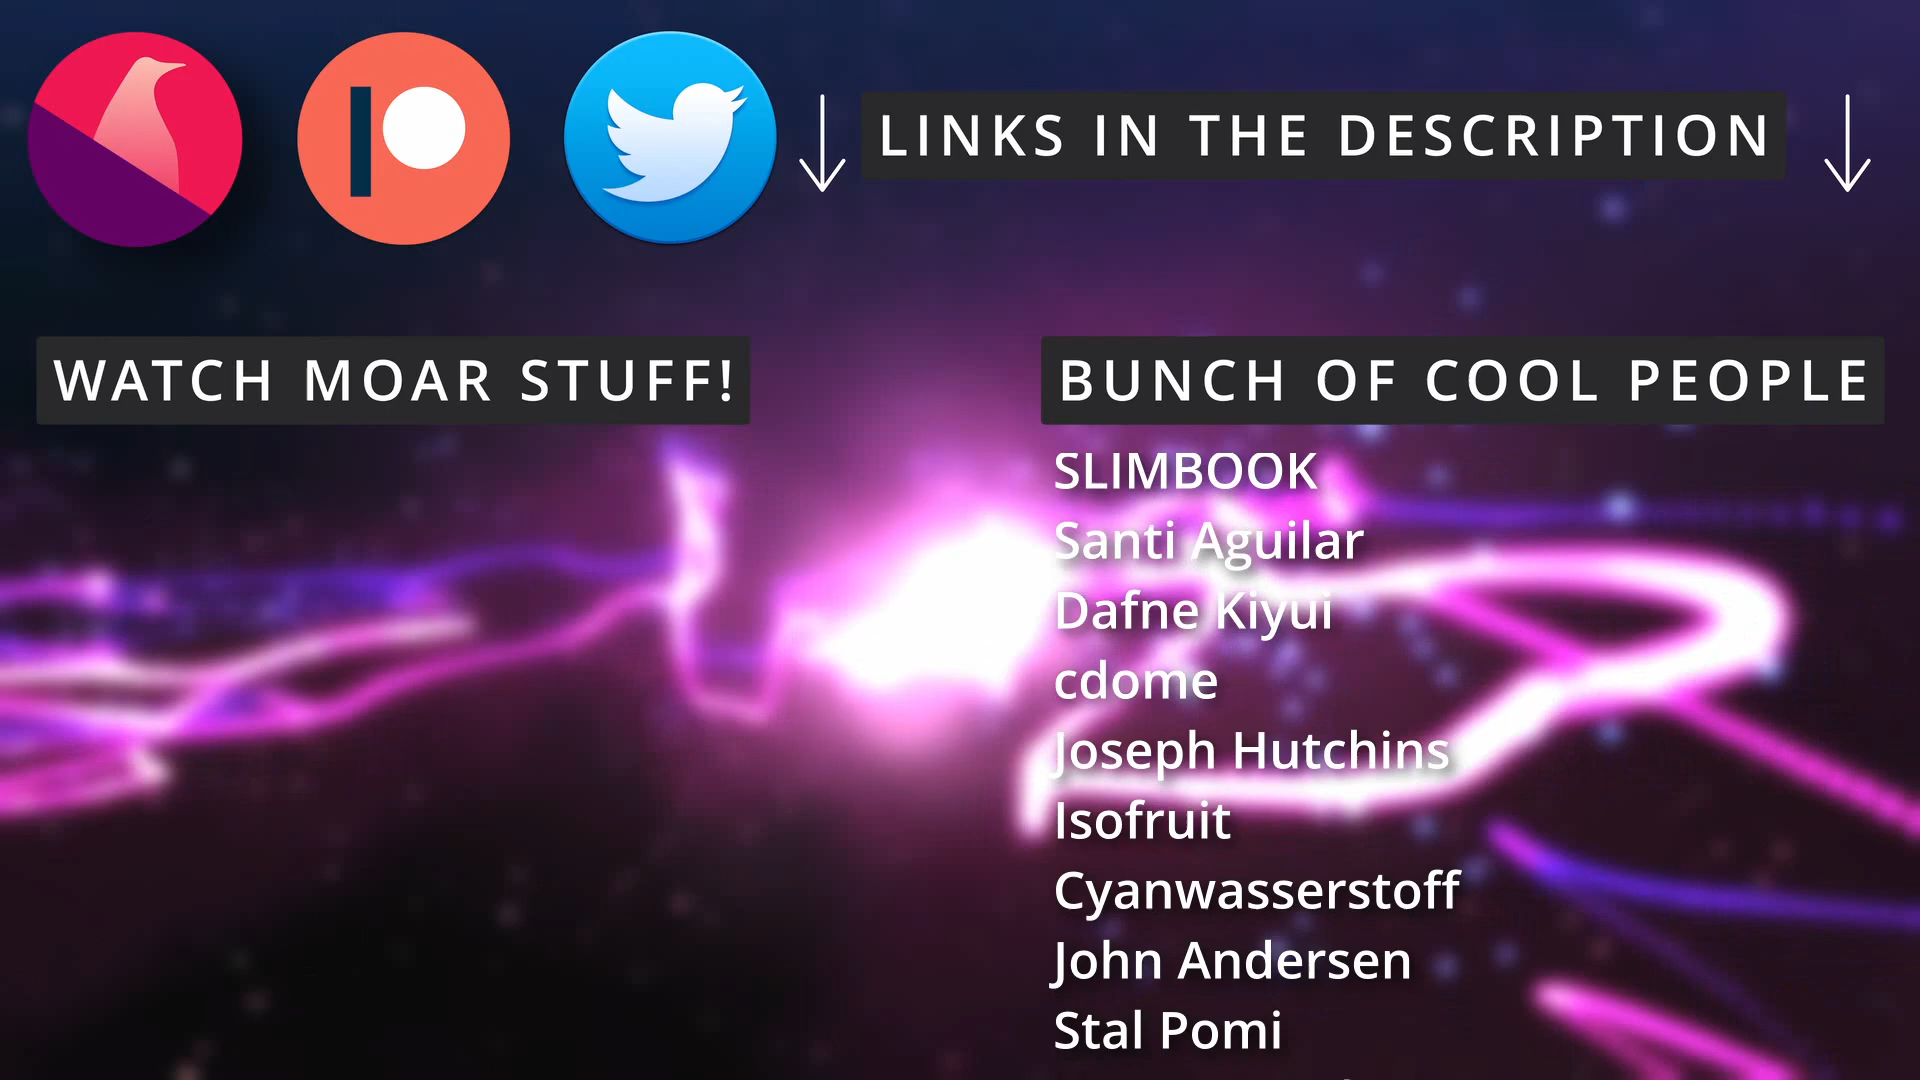 LINKS IN THE DESCRIPTION
WATCH MOAR STUFF!
BUNCH OF COOL PEOPLE
SLIMBOOK
Santi Aguilar
Dafne Kiyui
cdome
Joseph Hutchins
Isofruit
Cyanwasserstoff
John Andersen
Stal Pomi